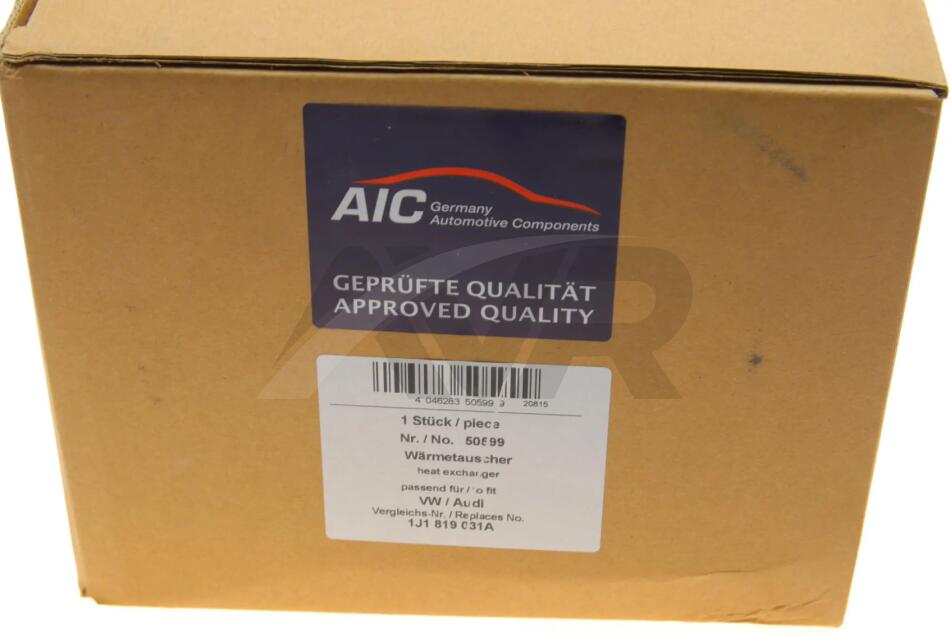 AIC Germany
Automotive Components
GEPRÜFTE QUALITÄT
APPROVED QUALITY
AVR
4 046283 50599 9 20815
1 Stück / piece
Nr. / No. 50599
Wärmetauscher
heat exchanger
passend für / to fit
VW / Audi
Vergleichs-Nr. / Replaces No.
1J1 819 031A